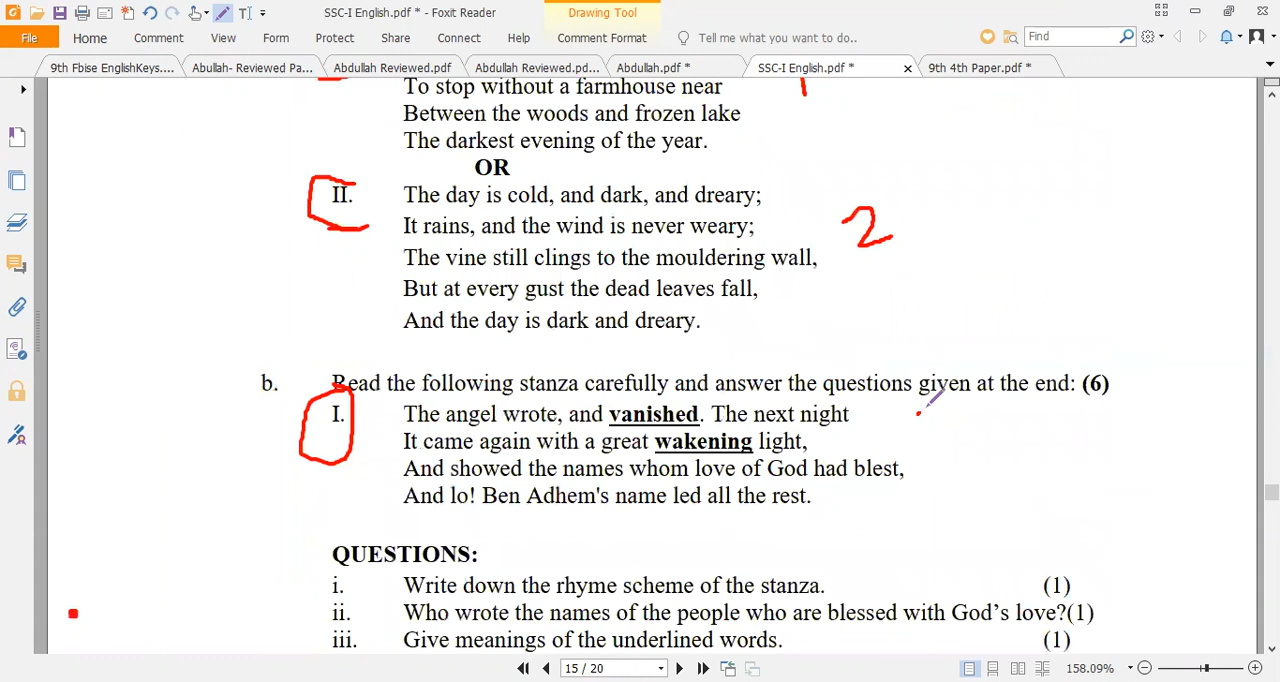 SSC-I English.pdf * - Foxit Reader
Drawing Tool
File Home Comment View Form Protect Share Connect Help Comment Format Tell me what you want to do.. Find
9th Fbise EnglishKeys.... Abullah- Reviewed Pa... Abdullah Reviewed.pdf Abdullah Reviewed.pd... Abdullah.pdf * SSC-I English.pdf * 9th 4th Paper.pdf *
To stop without a farmhouse near
Between the woods and frozen lake
The darkest evening of the year.
OR
II. The day is cold, and dark, and dreary;
It rains, and the wind is never weary;
2
The vine still clings to the mouldering wall,
But at every gust the dead leaves fall,
And the day is dark and dreary.
b. Read the following stanza carefully and answer the questions given at the end: (6)
I. The angel wrote, and vanished. The next night
It came again with a great wakening light,
And showed the names whom love of God had blest,
And lo! Ben Adhem's name led all the rest.
QUESTIONS:
i. Write down the rhyme scheme of the stanza. (1)
ii. Who wrote the names of the people who are blessed with God’s love?(1)
iii. Give meanings of the underlined words. (1)
15 / 20
158.09%